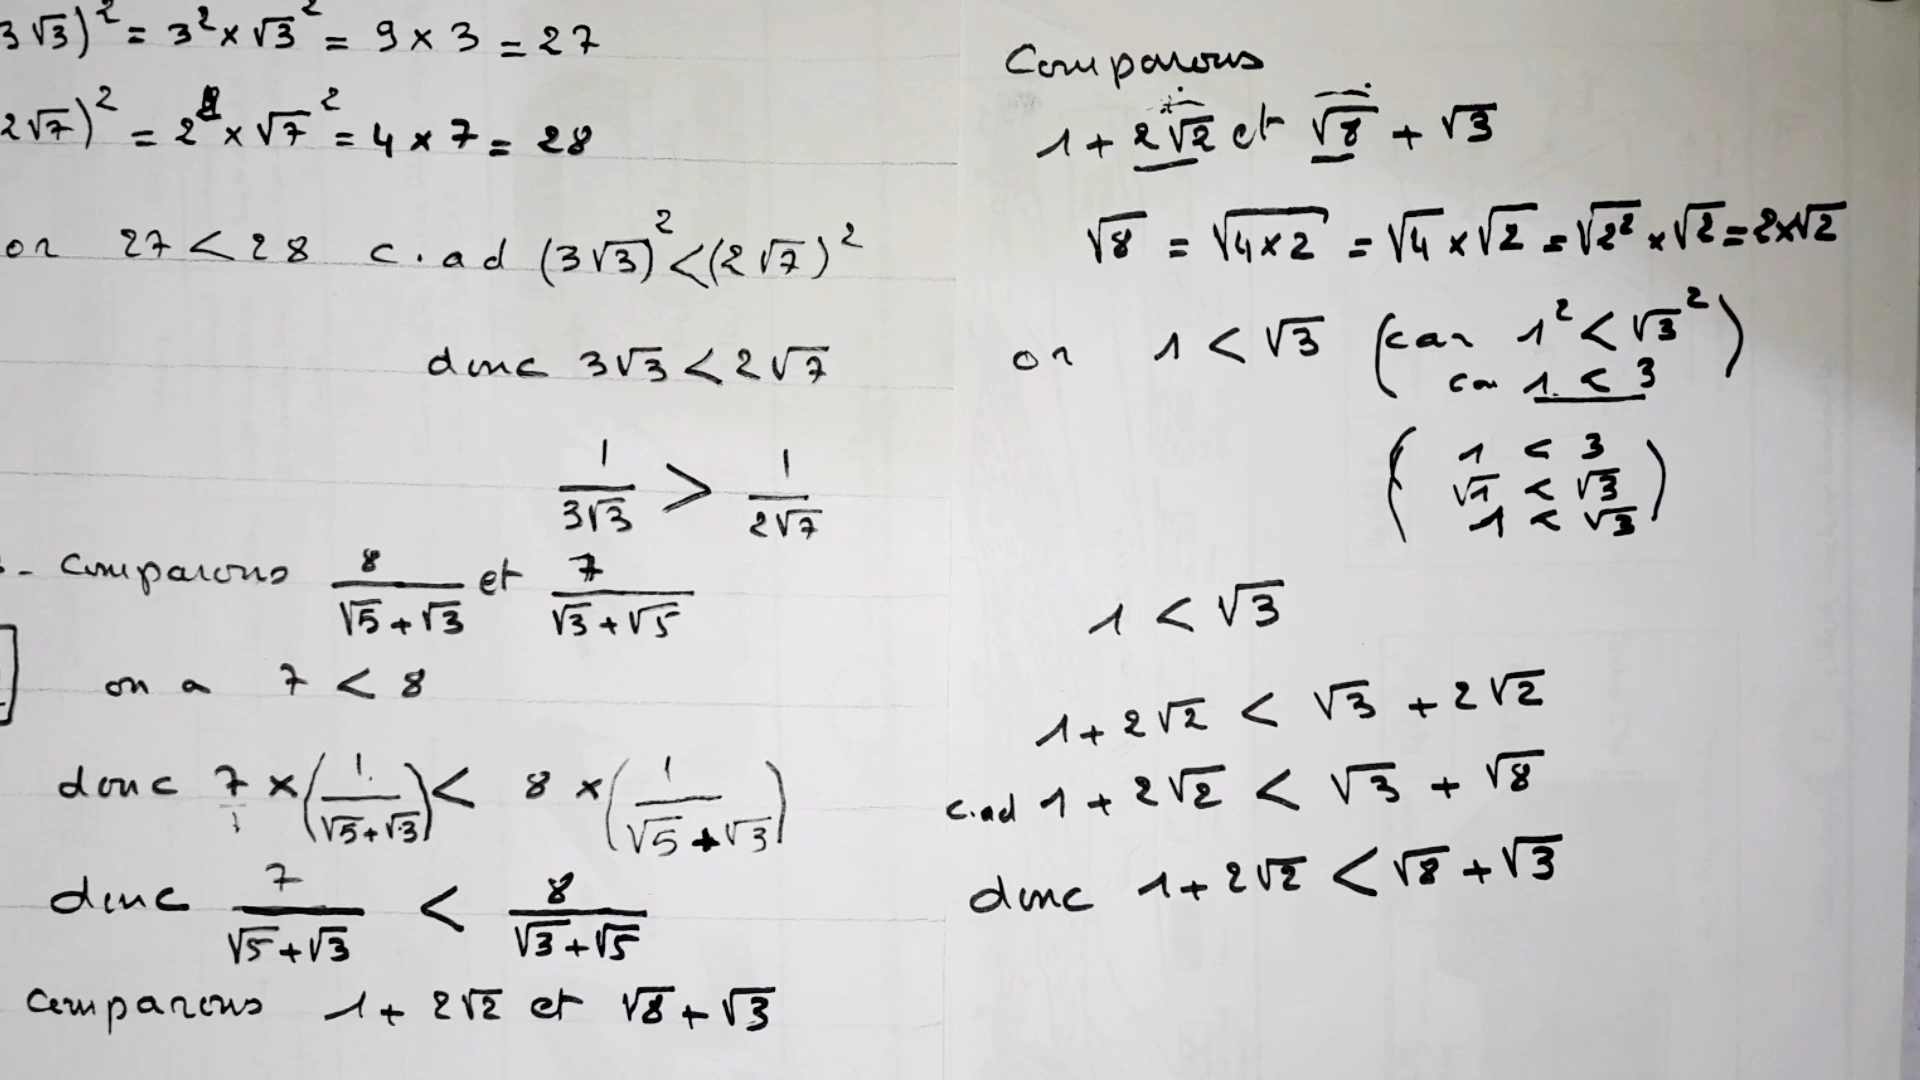 3√3)² = 3² × √3² = 9 × 3 = 27
2√7)² = 2² × √7² = 4 × 7 = 28
or 27 < 28 c.ad (3√3)² < (2√7)²
donc 3√3 < 2√7
1/(3√3) > 1/(2√7)
- Comparons 8/(√5+√3) et 7/(√3+√5)
on a 7 < 8
donc 7 × (1/(√5+√3)) < 8 × (1/(√5+√3))
donc 7/(√5+√3) < 8/(√3+√5)
Comparons 1 + 2√2 et √8 + √3
Comparons
1 + 2√2 et √8 + √3
√8 = √(4×2) = √4 × √2 = √2² × √2 = 2×√2
or 1 < √3 (car 1² < √3²
car 1 < 3)
(1 < 3
√1 < √3
1 < √3)
1 < √3
1 + 2√2 < √3 + 2√2
c.ad 1 + 2√2 < √3 + √8
donc 1 + 2√2 < √8 + √3